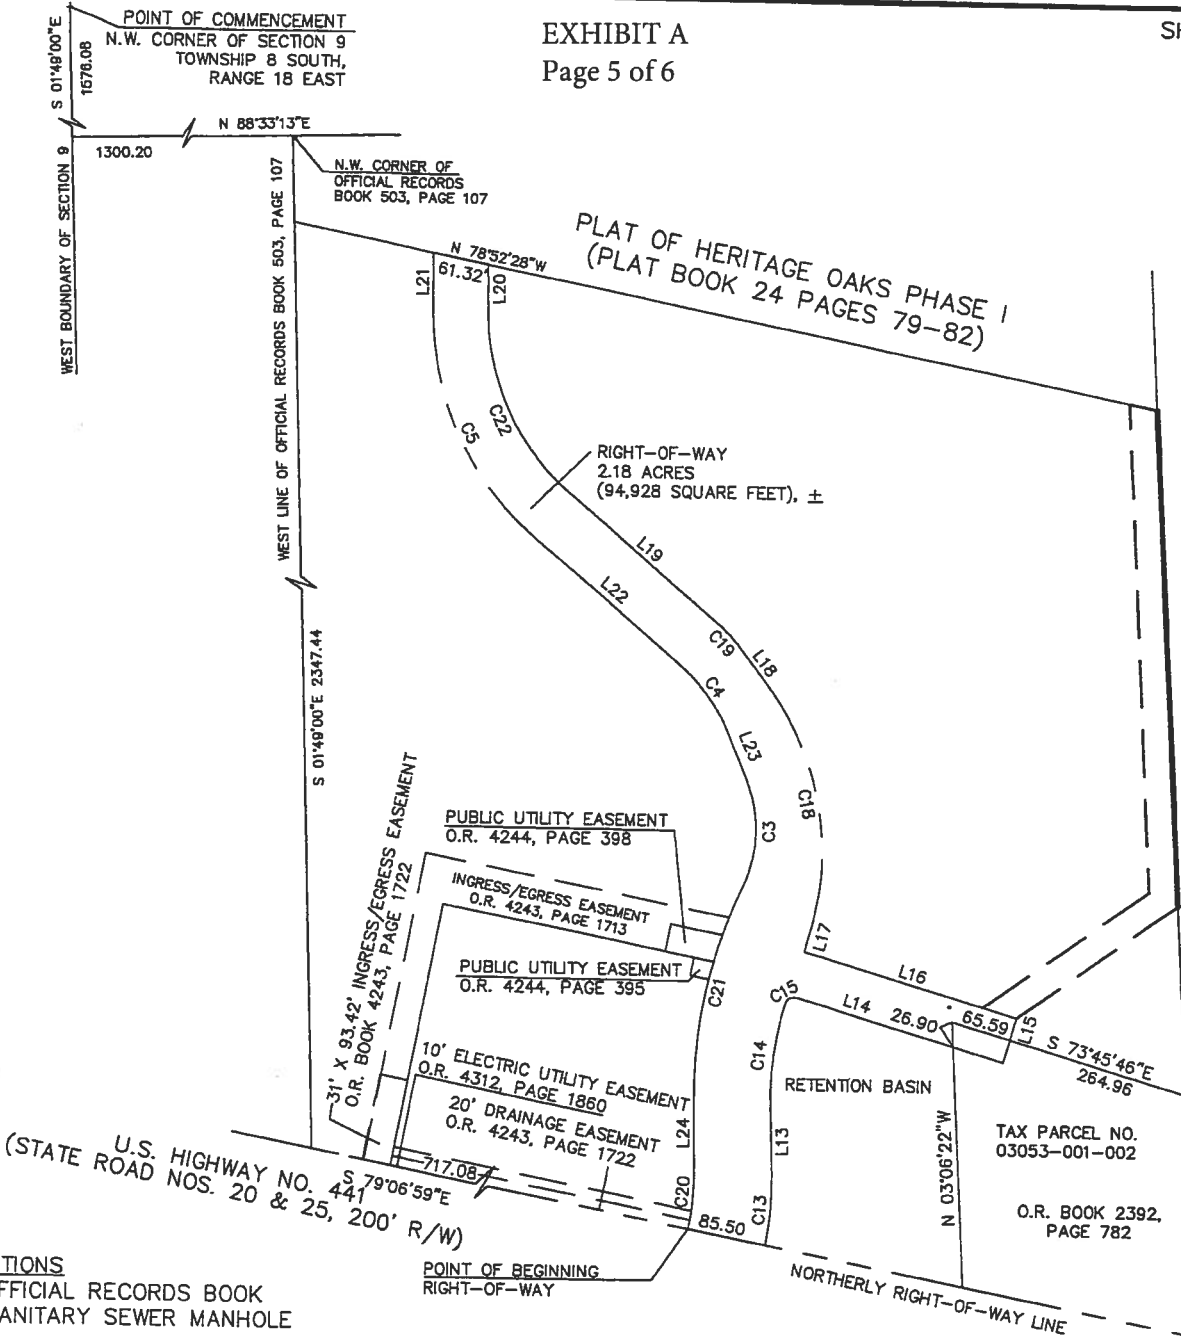 EXHIBIT A
Page 5 of 6
SH
POINT OF COMMENCEMENT
N.W. CORNER OF SECTION 9
TOWNSHIP 8 SOUTH,
RANGE 18 EAST
S 01°49'00"E
1676.08
N 88°33'13"E
1300.20
WEST BOUNDARY OF SECTION 9
N.W. CORNER OF
OFFICIAL RECORDS
BOOK 503, PAGE 107
WEST LINE OF OFFICIAL RECORDS BOOK 503, PAGE 107
S 01°49'00"E 2347.44
PLAT OF HERITAGE OAKS PHASE I
(PLAT BOOK 24 PAGES 79-82)
N 78°52'28"W
61.32'
L21
L20
C22
C5
RIGHT-OF-WAY
2.18 ACRES
(94,928 SQUARE FEET), ±
L19
L22
C19
L18
C4
L23
C18
C3
PUBLIC UTILITY EASEMENT
O.R. 4244, PAGE 398
INGRESS/EGRESS EASEMENT
O.R. 4243, PAGE 1713
31' X 93.42' INGRESS/EGRESS EASEMENT
O.R. BOOK 4243, PAGE 1722
PUBLIC UTILITY EASEMENT
O.R. 4244, PAGE 395
L17
L16
C21
C15
L14
26.90
65.59
L15
S 73°45'46"E
264.96
C14
RETENTION BASIN
10' ELECTRIC UTILITY EASEMENT
O.R. 4312, PAGE 1860
20' DRAINAGE EASEMENT
O.R. 4243, PAGE 1722
L24
L13
N 03°06'22"W
TAX PARCEL NO.
03053-001-002
O.R. BOOK 2392,
PAGE 782
U.S. HIGHWAY NO. 441
(STATE ROAD NOS. 20 & 25, 200' R/W)
717.08
S 79°06'59"E
C20
85.50
C13
POINT OF BEGINNING
RIGHT-OF-WAY
NORTHERLY RIGHT-OF-WAY LINE
TIONS
FFICIAL RECORDS BOOK
ANITARY SEWER MANHOLE